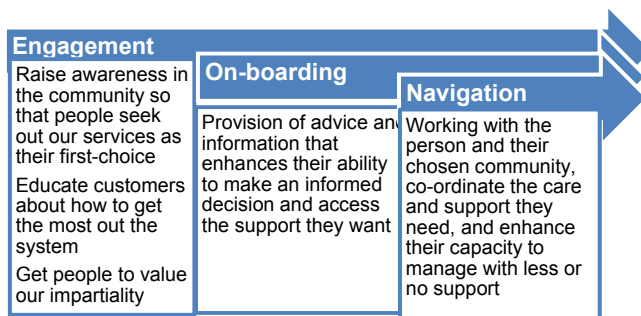 Engagement
Raise awareness in
the community so
that people seek
out our services as
their first-choice
Educate customers
about how to get
the most out the
system
Get people to value
our impartiality
On-boarding
Provision of advice an
information that
enhances their ability
to make an informed
decision and access
the support they want
Navigation
Working with the
person and their
chosen community,
co-ordinate the care
and support they
need, and enhance
their capacity to
manage with less or
no support